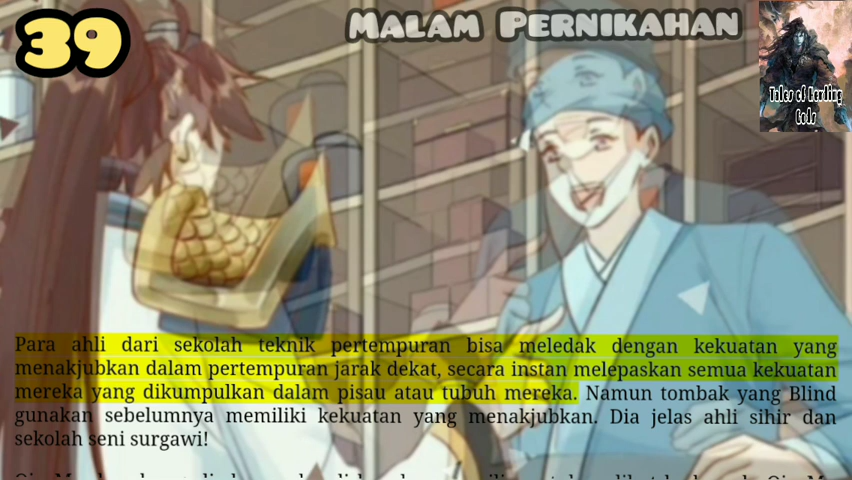 39
MALAM PERNIKAHAN
Tales of Herding
Gods
Para ahli dari sekolah teknik pertempuran bisa meledak dengan kekuatan yang
menakjubkan dalam pertempuran jarak dekat, secara instan melepaskan semua kekuatan
mereka yang dikumpulkan dalam pisau atau tubuh mereka. Namun tombak yang Blind
gunakan sebelumnya memiliki kekuatan yang menakjubkan. Dia jelas ahli sihir dan
sekolah seni surgawi!